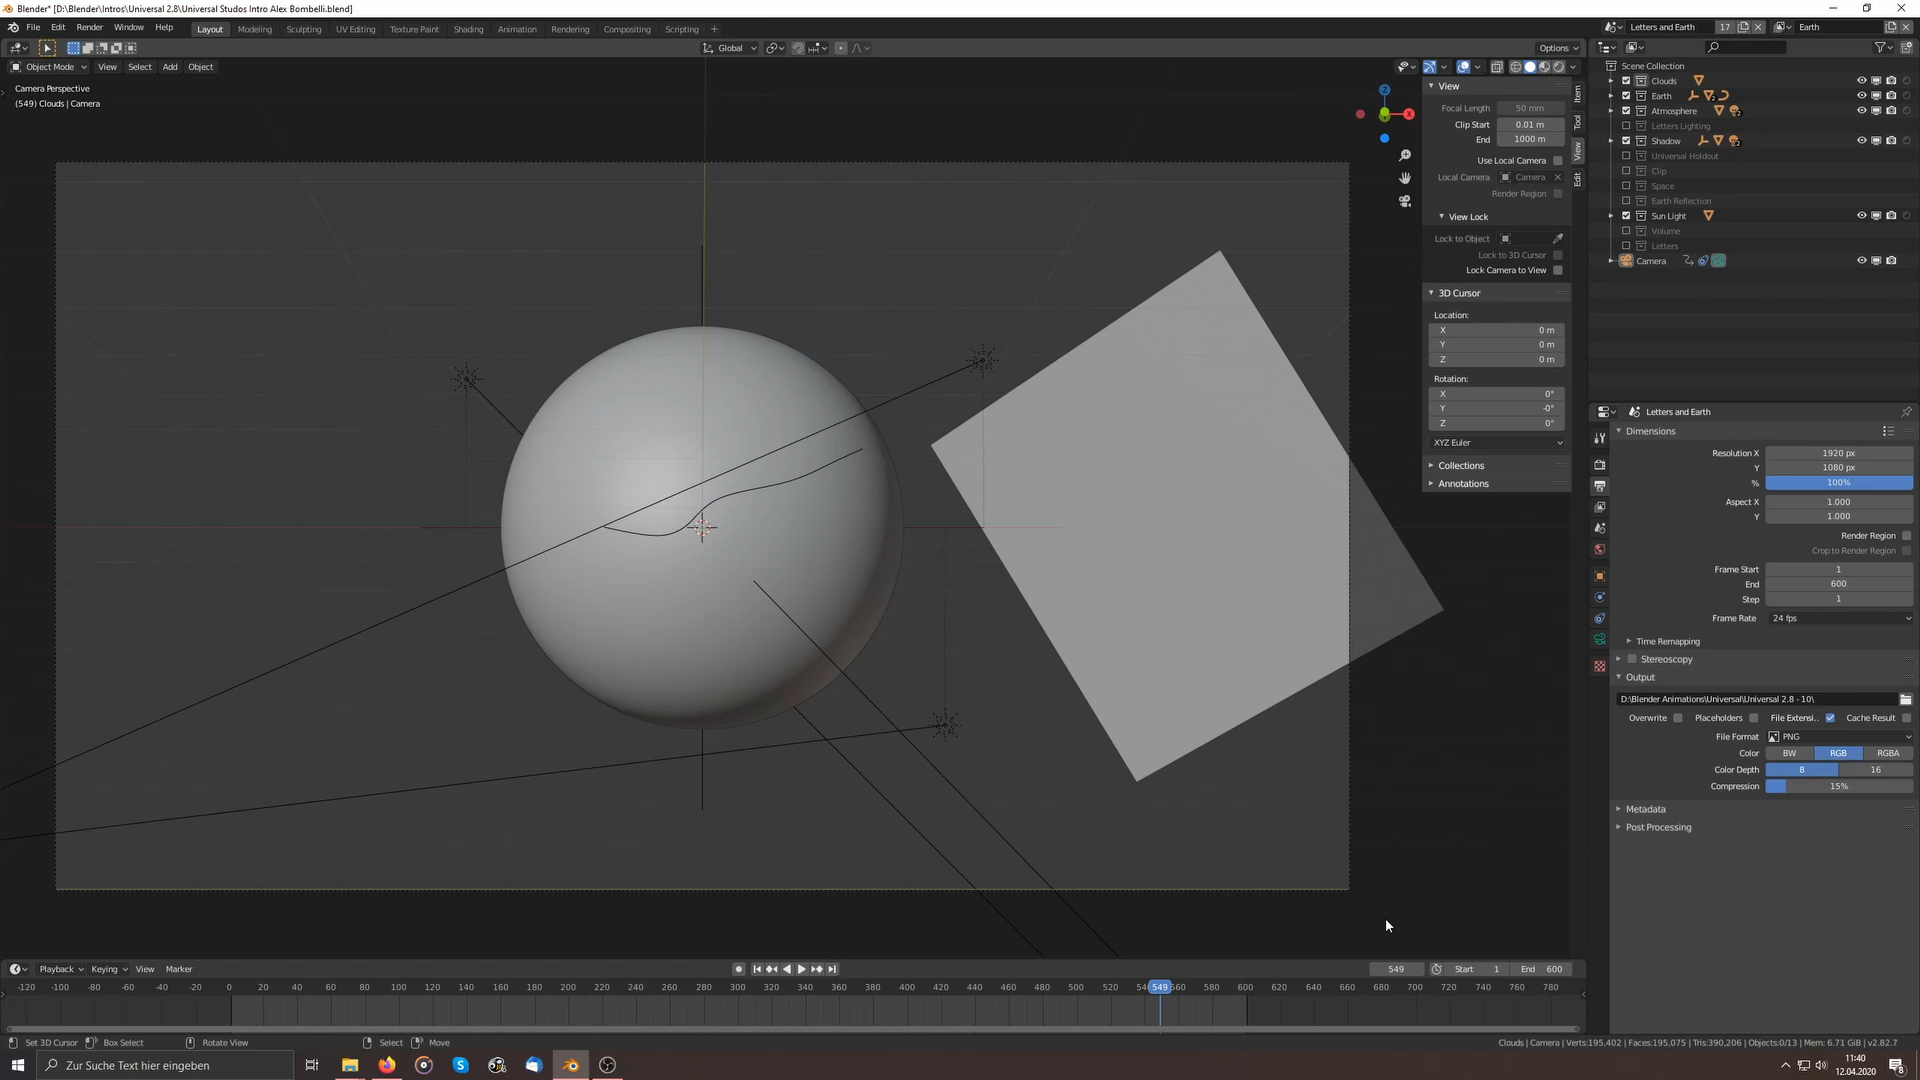 Blender* [D:\Blender\Intros\Universal 2.8\Universal Studos Intro Alex Bombelli.blend]
File Edit Render Window Help Layout Modeling Sculpting UV Editing Texture Paint Shading Animation Rendering Compositing Scripting +
Letters and Earth 17 Earth
Global Options
Object Mode View Select Add Object
Camera Perspective
(549) Clouds | Camera
Z
X
View
Focal Length 50 mm
Clip Start 0.01 m
End 1000 m
Use Local Camera
Local Camera Camera
Render Region
View Lock
Lock to Object
Lock to 3D Cursor
Lock Camera to View
3D Cursor
Location:
X 0 m
Y 0 m
Z 0 m
Rotation:
X 0°
Y -0°
Z 0°
XYZ Euler
Collections
Annotations
Item
Tool
View
Edit
Scene Collection
Clouds
Earth 2
Atmosphere 2
Letters Lighting
Shadow 2
Universal Holdout
Clip
Space
Earth Reflection
Sun Light
Volume
Letters
Camera
Letters and Earth
Dimensions
Resolution X 1920 px
Y 1080 px
% 100%
Aspect X 1.000
Y 1.000
Render Region
Crop to Render Region
Frame Start 1
End 600
Step 1
Frame Rate 24 fps
Time Remapping
Stereoscopy
Output
D:\Blender Animations\Universal\Universal 2.8 - 10\
Overwrite Placeholders File Extensi.. Cache Result
File Format PNG
Color BW RGB RGBA
Color Depth 8 16
Compression 15%
Metadata
Post Processing
Playback Keying View Marker 549 Start 1 End 600
-120 -100 -80 -60 -40 -20 0 20 40 60 80 100 120 140 160 180 200 220 240 260 280 300 320 340 360 380 400 420 440 460 480 500 520 54 549 560 580 600 620 640 660 680 700 720 740 760 780
Set 3D Cursor Box Select Rotate View Select Move Clouds | Camera | Verts:195,402 | Faces:195,075 | Tris:390,206 | Objects:0/13 | Mem: 6.71 GiB | v2.82.7
Zur Suche Text hier eingeben
11:40
12.04.2020
8